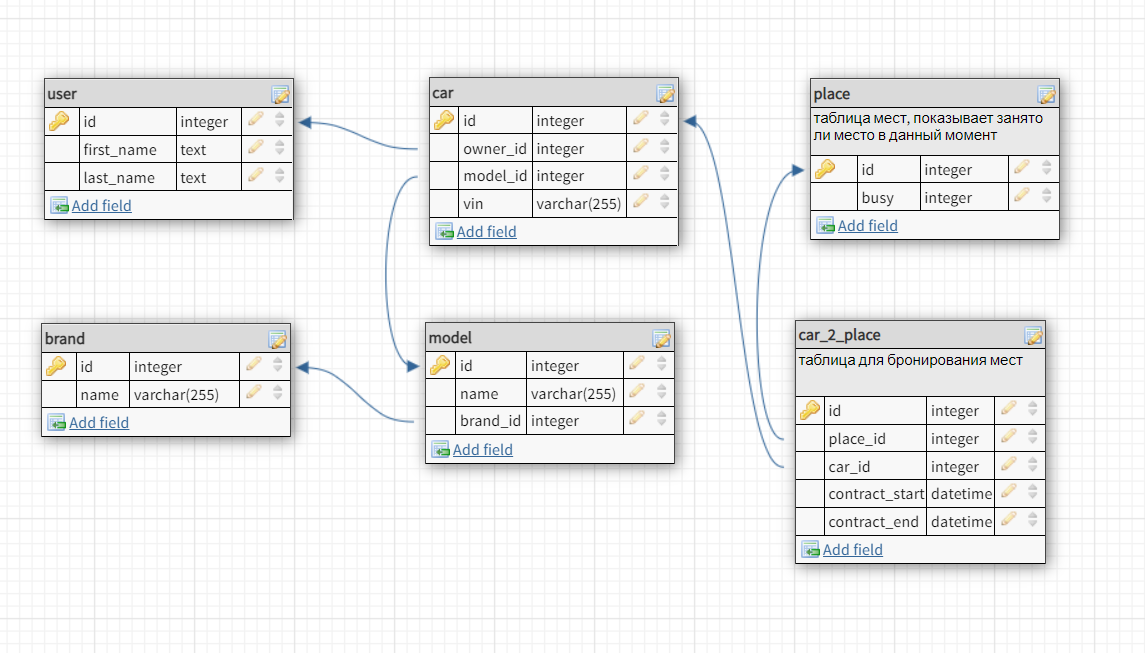 user
id integer
first_name text
last_name text
Add field
car
id integer
owner_id integer
model_id integer
vin varchar(255)
Add field
place
таблица мест, показывает занято
ли место в данный момент
id integer
busy integer
Add field
brand
id integer
name varchar(255)
Add field
model
id integer
name varchar(255)
brand_id integer
Add field
car_2_place
таблица для бронирования мест
id integer
place_id integer
car_id integer
contract_start datetime
contract_end datetime
Add field